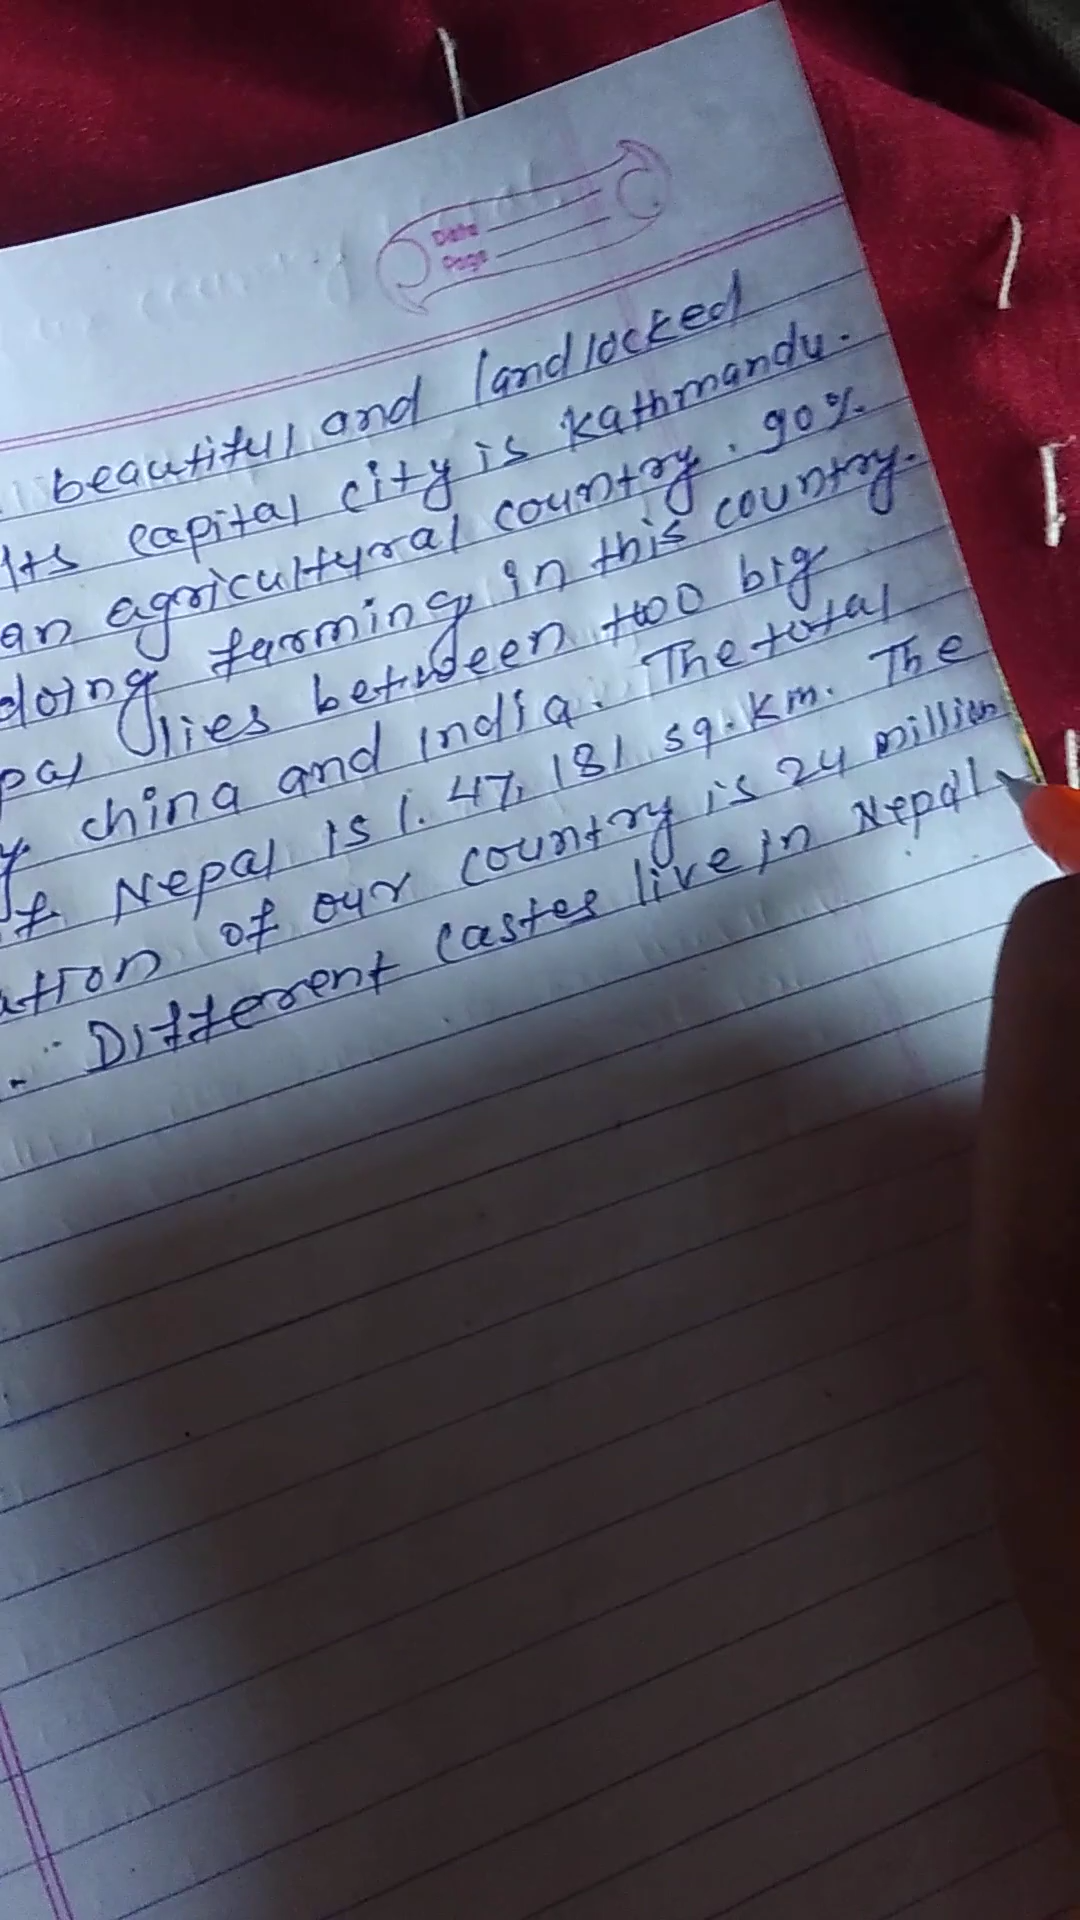 Date
Page
beautiful and landlocked
Its capital city is Kathmandu.
an agricultural country. 90%
doing farming in this country.
pal lies between two big
y china and India. The total
of Nepal is 1.47,181 sq.km. The
ation of our country is 24 million
. Different castes live in Nepal